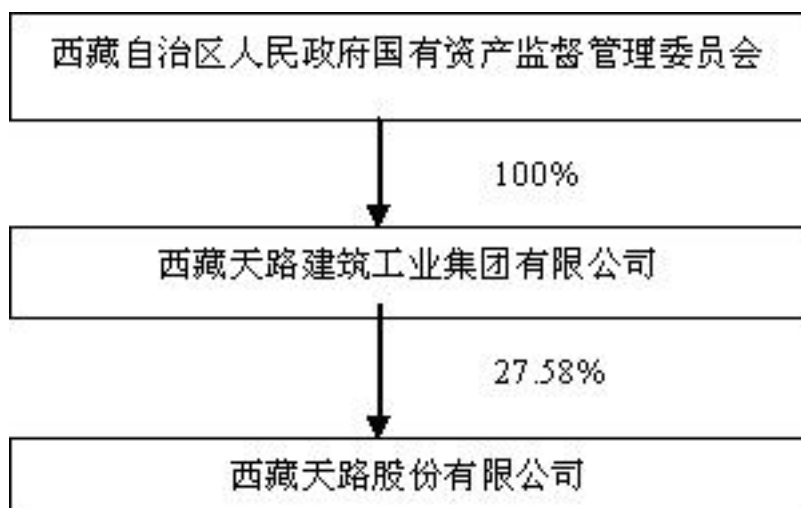 西藏自治区人民政府国有资产监督管理委员会
100%
西藏天路建筑工业集团有限公司
27.58%
西藏天路股份有限公司